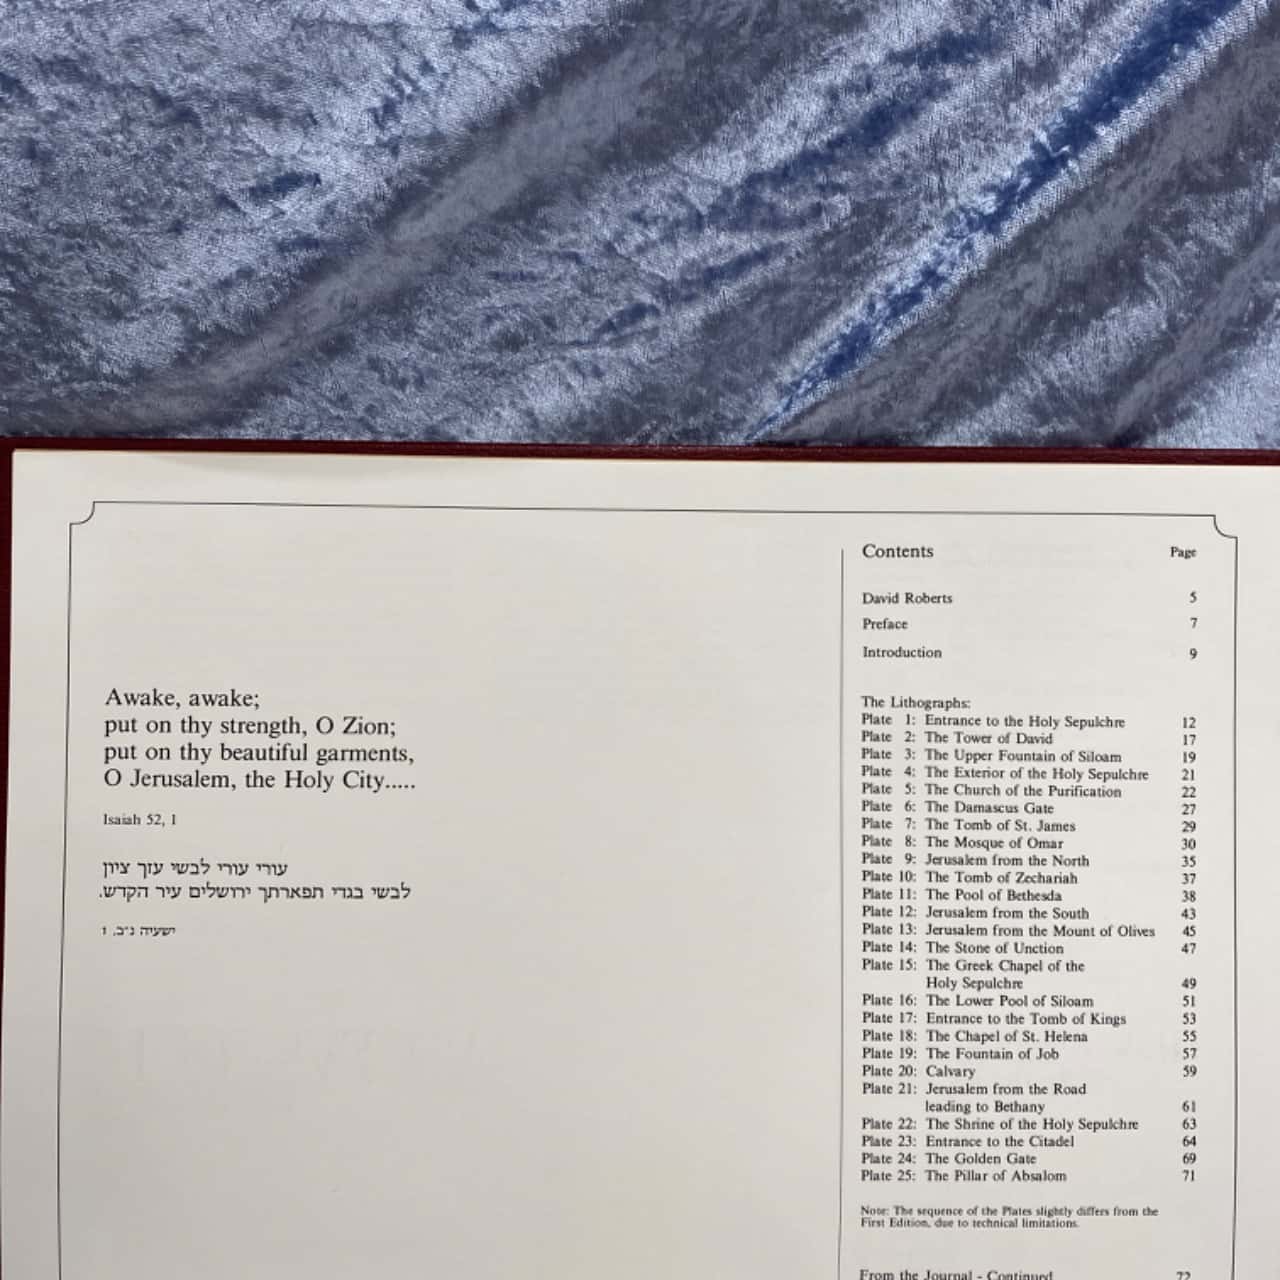 Awake, awake;
put on thy strength, O Zion;
put on thy beautiful garments,
O Jerusalem, the Holy City.....
Isaiah 52, 1
עורי עורי לבשי עזך ציון
לבשי בגדי תפארתך ירושלים עיר הקדש.
ישעיה נ״ב, ו
Contents Page
David Roberts 5
Preface 7
Introduction 9
The Lithographs:
Plate 1: Entrance to the Holy Sepulchre 12
Plate 2: The Tower of David 17
Plate 3: The Upper Fountain of Siloam 19
Plate 4: The Exterior of the Holy Sepulchre 21
Plate 5: The Church of the Purification 22
Plate 6: The Damascus Gate 27
Plate 7: The Tomb of St. James 29
Plate 8: The Mosque of Omar 30
Plate 9: Jerusalem from the North 35
Plate 10: The Tomb of Zechariah 37
Plate 11: The Pool of Bethesda 38
Plate 12: Jerusalem from the South 43
Plate 13: Jerusalem from the Mount of Olives 45
Plate 14: The Stone of Unction 47
Plate 15: The Greek Chapel of the
Holy Sepulchre 49
Plate 16: The Lower Pool of Siloam 51
Plate 17: Entrance to the Tomb of Kings 53
Plate 18: The Chapel of St. Helena 55
Plate 19: The Fountain of Job 57
Plate 20: Calvary 59
Plate 21: Jerusalem from the Road
leading to Bethany 61
Plate 22: The Shrine of the Holy Sepulchre 63
Plate 23: Entrance to the Citadel 64
Plate 24: The Golden Gate 69
Plate 25: The Pillar of Absalom 71
Note: The sequence of the Plates slightly differs from the
First Edition, due to technical limitations.
From the Journal - Continued 72